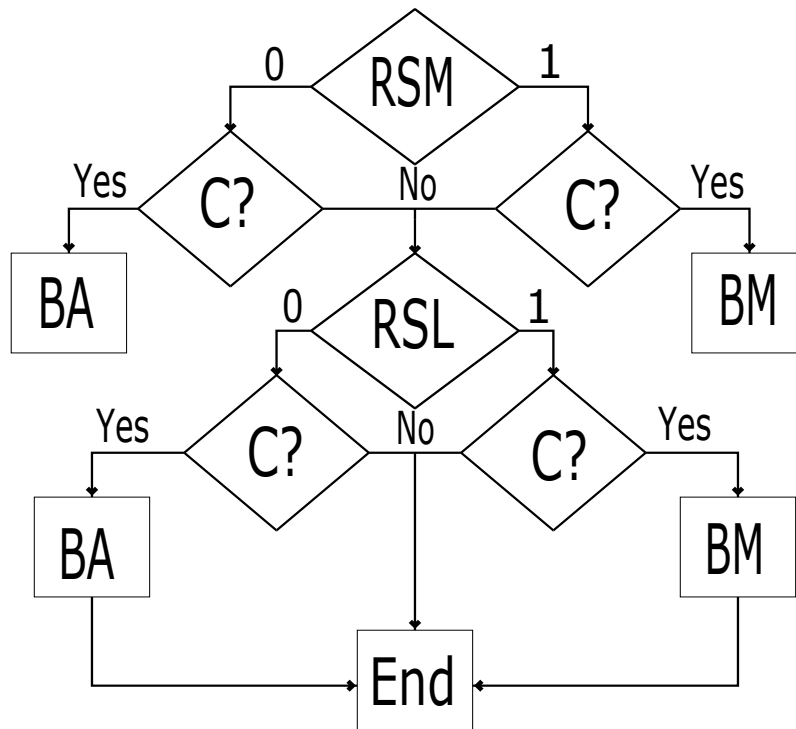 0
RSM
1
Yes
C?
No
C?
Yes
BA
BM
0
RSL
1
Yes
C?
No
C?
Yes
BA
BM
End